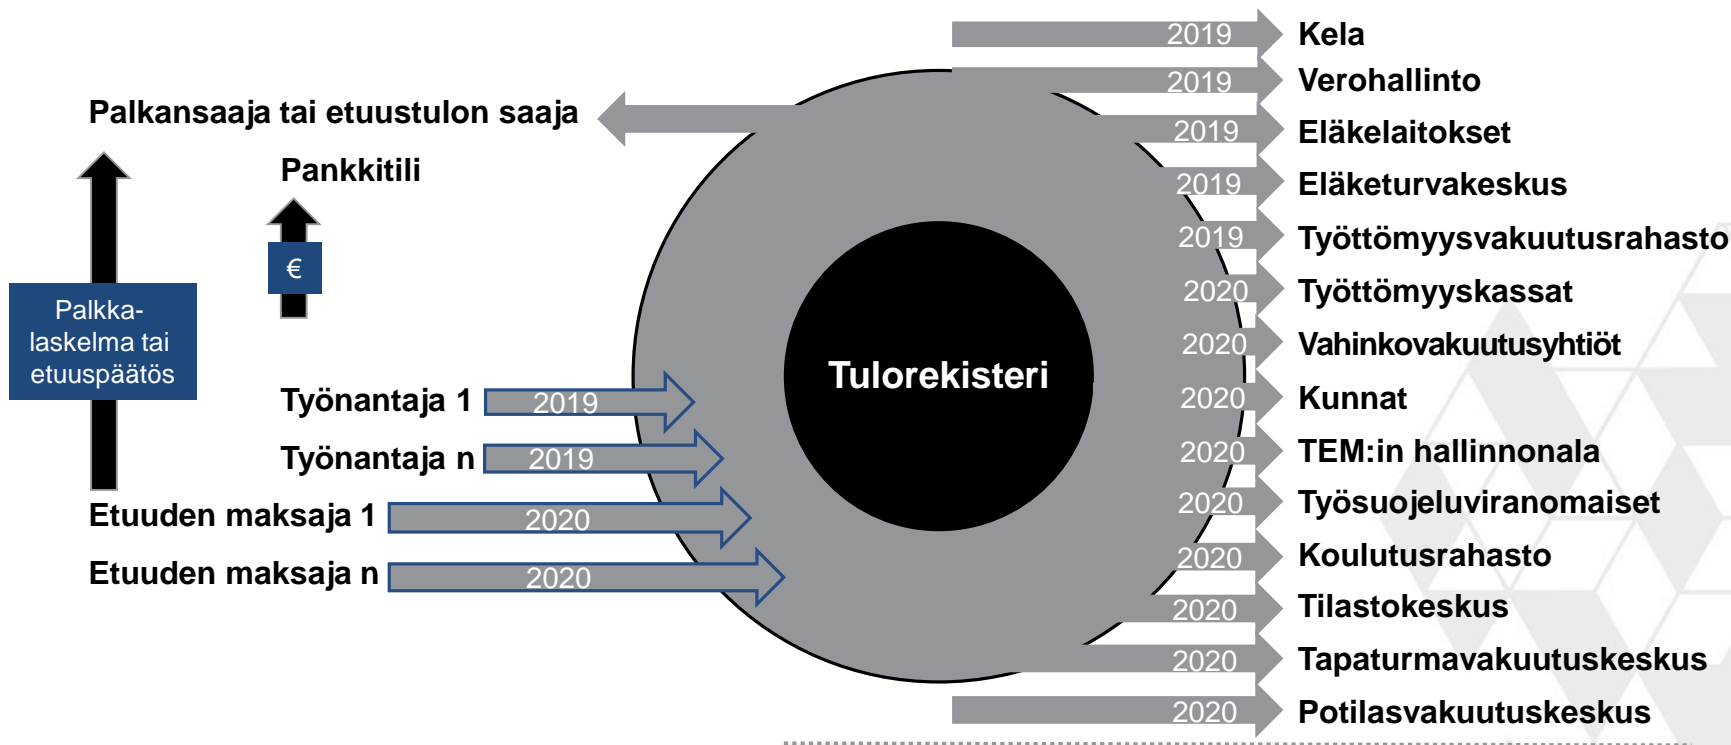 Palkansaaja tai etuustulon saaja
Pankkitili
€
Palkka-
laskelma tai
etuuspäätös
Työnantaja 1
2019
Työnantaja n
2019
Etuuden maksaja 1
2020
Etuuden maksaja n
2020
Tulorekisteri
2019 Kela
2019 Verohallinto
2019 Eläkelaitokset
2019 Eläketurvakeskus
2019 Työttömyysvakuutusrahasto
2020 Työttömyyskassat
2020 Vahinkovakuutusyhtiöt
2020 Kunnat
2020 TEM:in hallinnonala
2020 Työsuojeluviranomaiset
2020 Koulutusrahasto
2020 Tilastokeskus
2020 Tapaturmavakuutuskeskus
2020 Potilasvakuutuskeskus